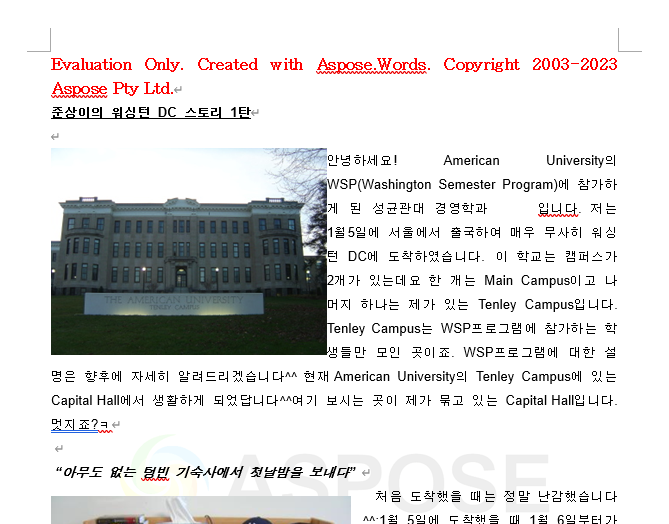 Evaluation Only. Created with Aspose.Words. Copyright 2003-2023
Aspose Pty Ltd.
준상이의 워싱턴 DC 스토리 1탄
안녕하세요! American University의
WSP(Washington Semester Program)에 참가하
게 된 성균관대 경영학과 입니다. 저는
1월5일에 서울에서 출국하여 매우 무사히 워싱
턴 DC에 도착하였습니다. 이 학교는 캠퍼스가
2개가 있는데요 한 개는 Main Campus이고 나
머지 하나는 제가 있는 Tenley Campus입니다.
THE AMERICAN UNIVERSITY
TENLEY CAMPUS
Tenley Campus는 WSP프로그램에 참가하는 학
생들만 모인 곳이죠. WSP프로그램에 대한 설
명은 향후에 자세히 알려드리겠습니다^^ 현재 American University의 Tenley Campus에 있는
Capital Hall에서 생활하게 되었답니다^^여기 보시는 곳이 제가 묶고 있는 Capital Hall입니다.
멋지죠?ㅋ
“아무도 없는 텅빈 기숙사에서 첫날밤을 보내다”
ASPOSE
처음 도착했을 때는 정말 난감했습니다
^^;1월 5일에 도착했을 때 1월 6일부터가